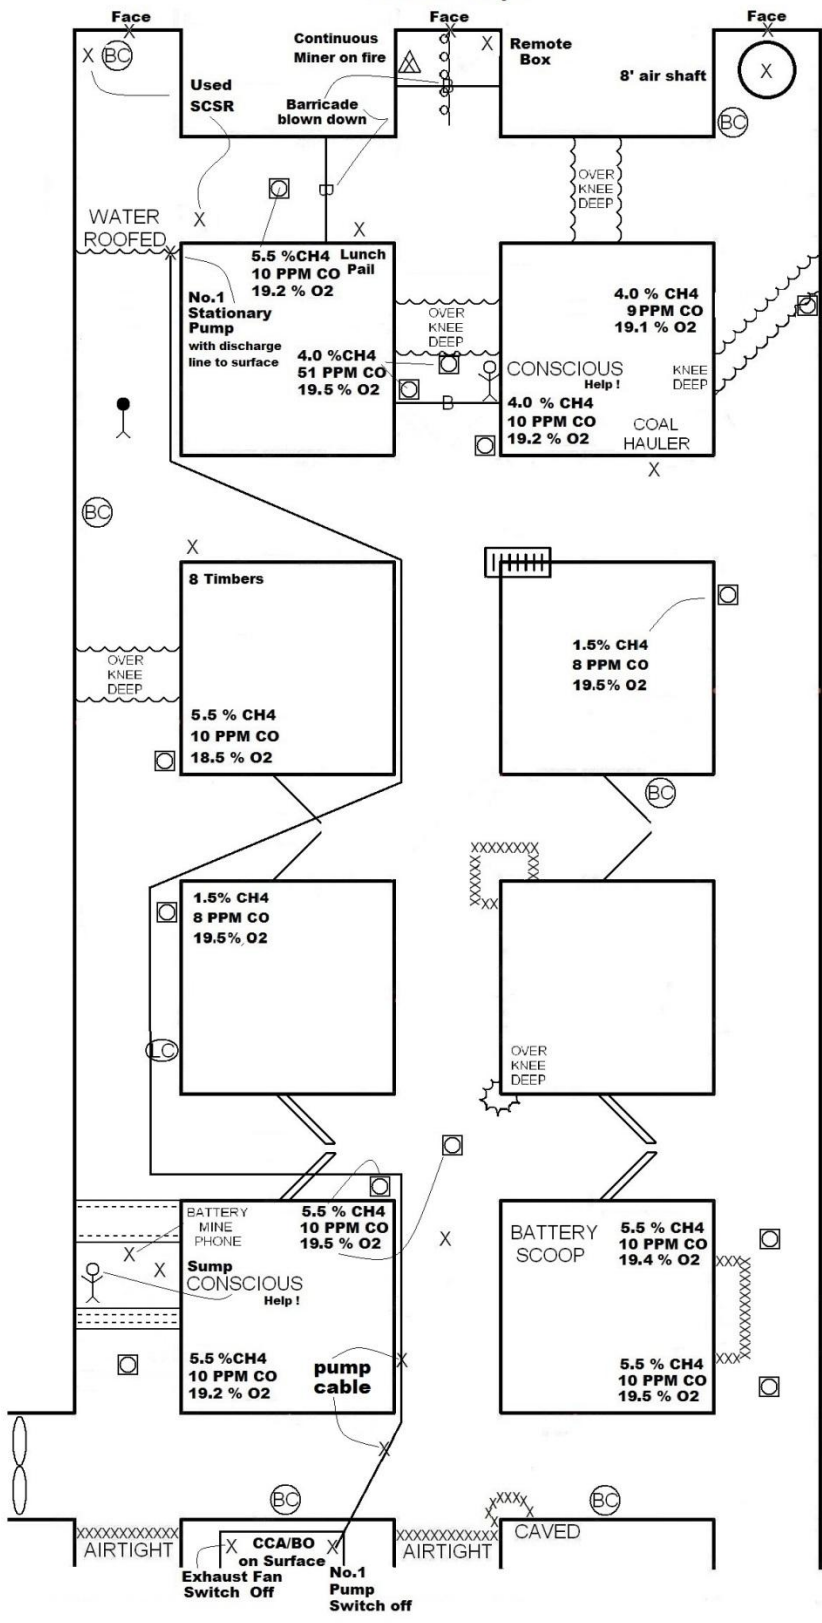 Face
Face
Face
X
BC
Used
SCSR
Continuous
Miner on fire
Barricade
blown down
B
X
Remote
Box
8' air shaft
X
BC
X
B
X
OVER
KNEE
DEEP
WATER
ROOFED
X
5.5 %CH4
10 PPM CO
19.2 % O2
Lunch
Pail
No.1
Stationary
Pump
with discharge
line to surface
4.0 %CH4
51 PPM CO
19.5 % O2
OVER
KNEE
DEEP
B
4.0 % CH4
9 PPM CO
19.1 % O2
CONSCIOUS
Help !
KNEE
DEEP
4.0 % CH4
10 PPM CO
19.2 % O2
COAL
HAULER
X
BC
X
8 Timbers
OVER
KNEE
DEEP
5.5 % CH4
10 PPM CO
18.5 % O2
1.5% CH4
8 PPM CO
19.5% O2
BC
XXXXXXXX
1.5% CH4
8 PPM CO
19.5% O2
LC
OVER
KNEE
DEEP
BATTERY
MINE
PHONE
X
X
Sump
CONSCIOUS
Help !
5.5 % CH4
10 PPM CO
19.5 % O2
X
BATTERY
SCOOP
5.5 % CH4
10 PPM CO
19.4 % O2
XXX
5.5 %CH4
10 PPM CO
19.2 % O2
pump
cable
X
X
5.5 % CH4
10 PPM CO
19.5 % O2
XXX
BC
BC
XXXXXXXXXXXX
AIRTIGHT
X
CCA/BO
on Surface
X
Exhaust Fan
Switch Off
No.1
Pump
Switch off
XXXXXXXXXXXX
AIRTIGHT
CAVED